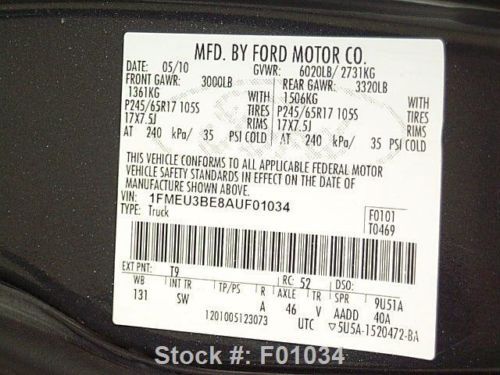 MFD. BY FORD MOTOR CO.
DATE: 05/10 GVWR: 6020LB/ 2731KG
FRONT GAWR: 3000LB REAR GAWR: 3320LB
1361KG WITH 1506KG WITH
P245/65R17 105S TIRES P245/65R17 105S TIRES
17X7.5J RIMS 17X7.5J RIMS
AT 240 kPa/ 35 PSI COLD AT 240 kPa/ 35 PSI COLD
THIS VEHICLE CONFORMS TO ALL APPLICABLE FEDERAL MOTOR
VEHICLE SAFETY STANDARDS IN EFFECT ON THE DATE OF
MANUFACTURE SHOWN ABOVE.
VIN: 1FMEU3BE8AUF01034 F0101
TYPE: Truck T0469
EXT PNT: T9 RC: 52 DSO:
WB INT TR TP/PS R AXLE TR SPR 9U51A
131 SW A 46 V AADD 40A
1201005123073 UTC ▽5U5A-1520472-BA
Stock #: F01034